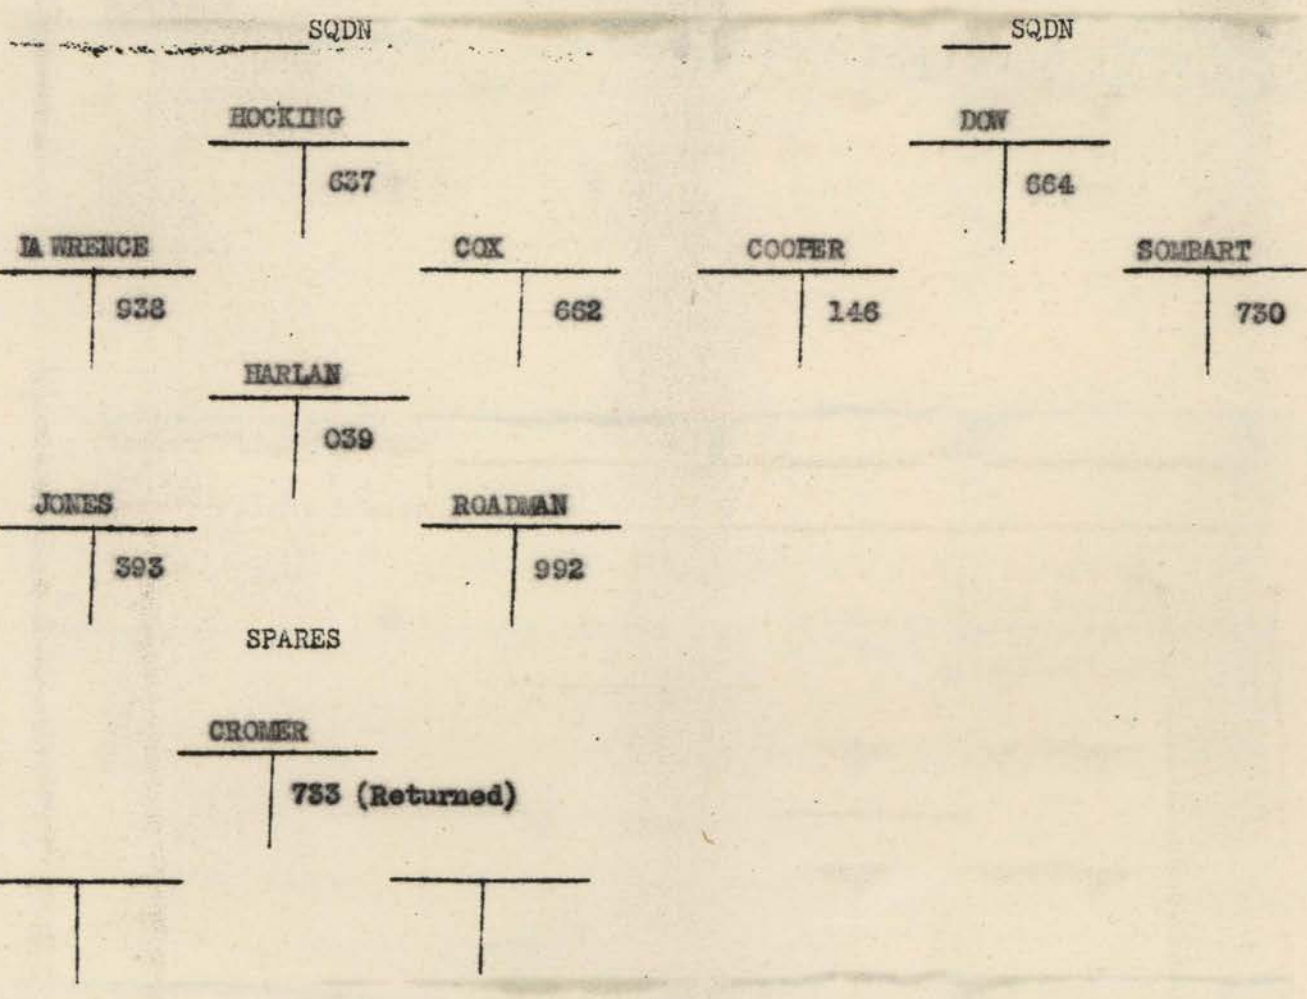 SQDN SQDN
HOCKING DOW
637 664
LAWRENCE COX COOPER SOMBART
938 662 146 730
HARLAN
039
JONES ROADMAN
393 992
SPARES
CROMER
733 (Returned)